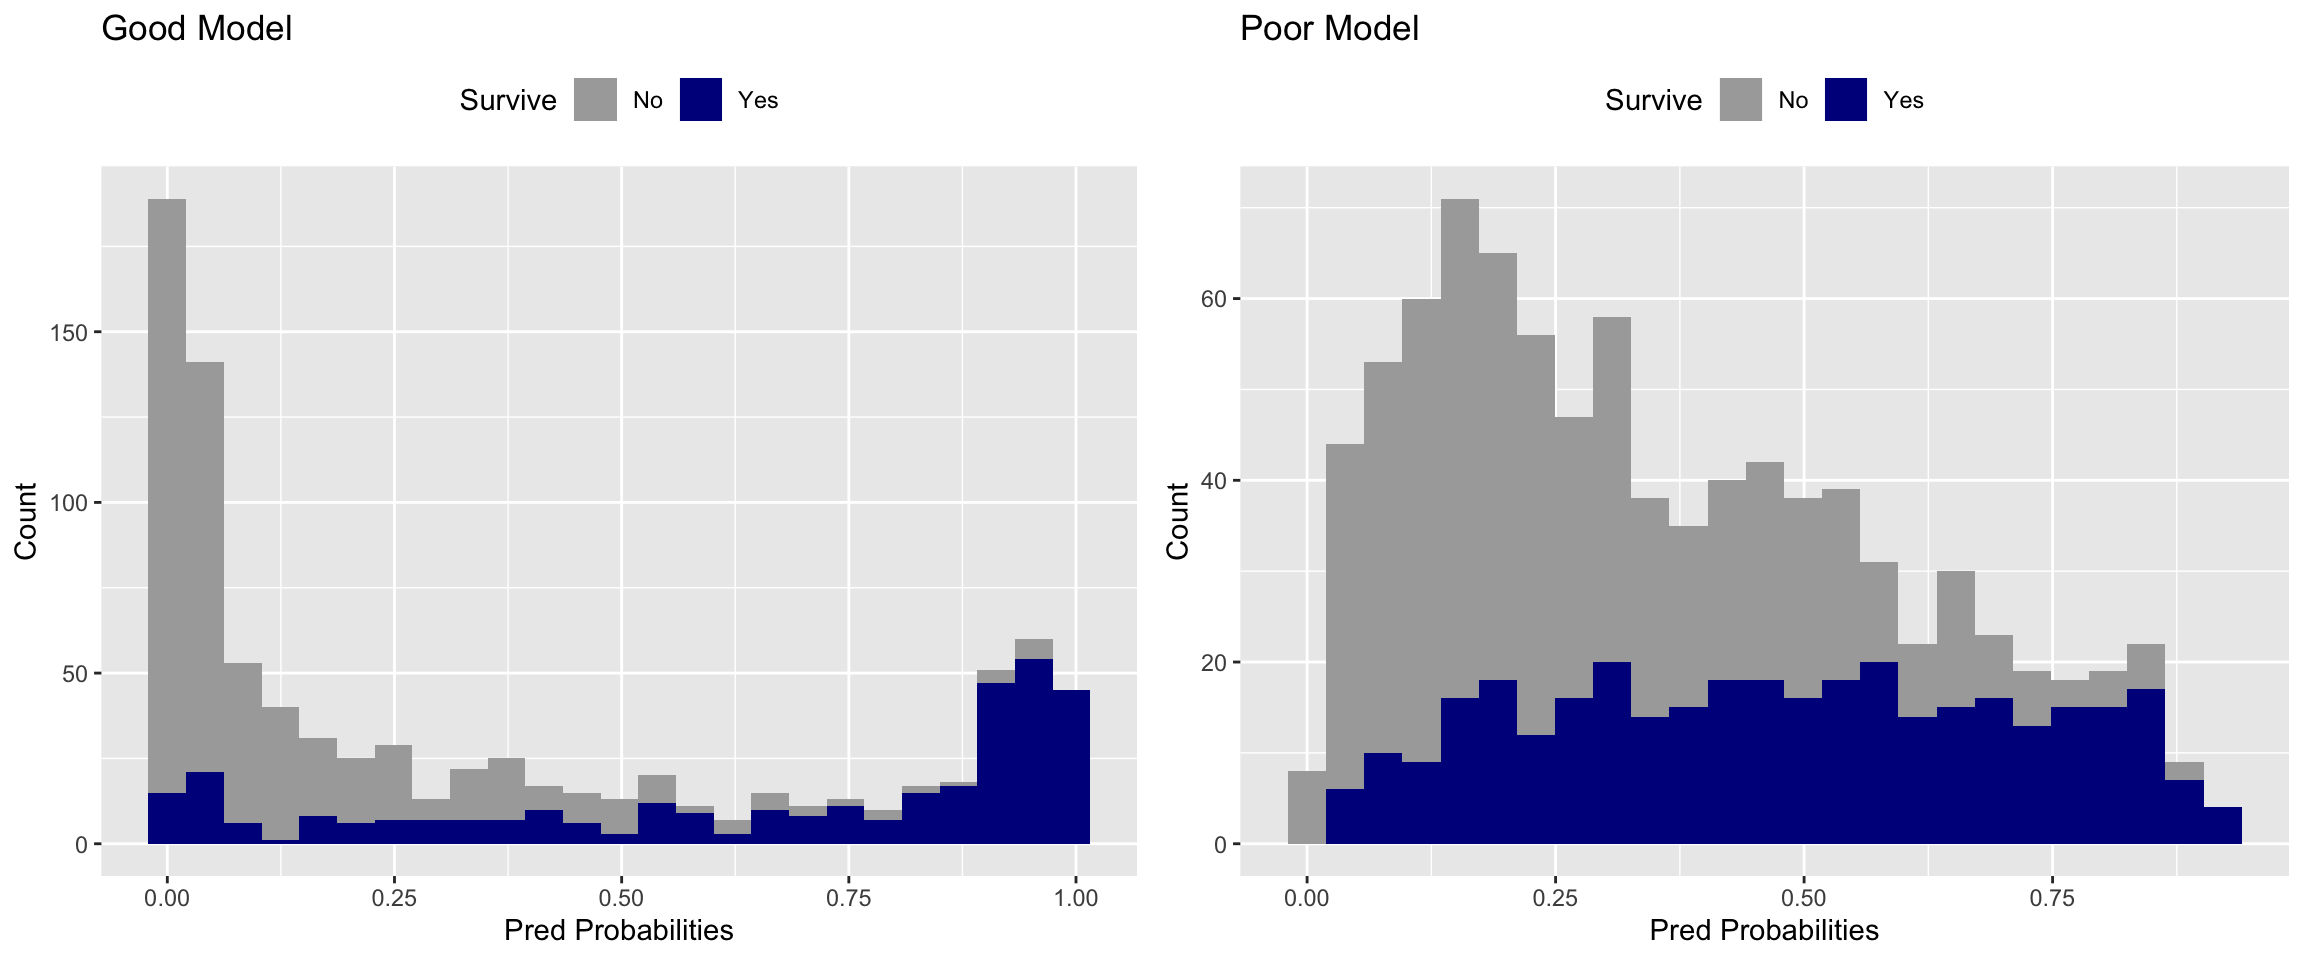 Good Model
Survive No Yes
150
100
50
0
Count
0.00 0.25 0.50 0.75 1.00
Pred Probabilities
Poor Model
Survive No Yes
60
40
20
0
Count
0.00 0.25 0.50 0.75
Pred Probabilities